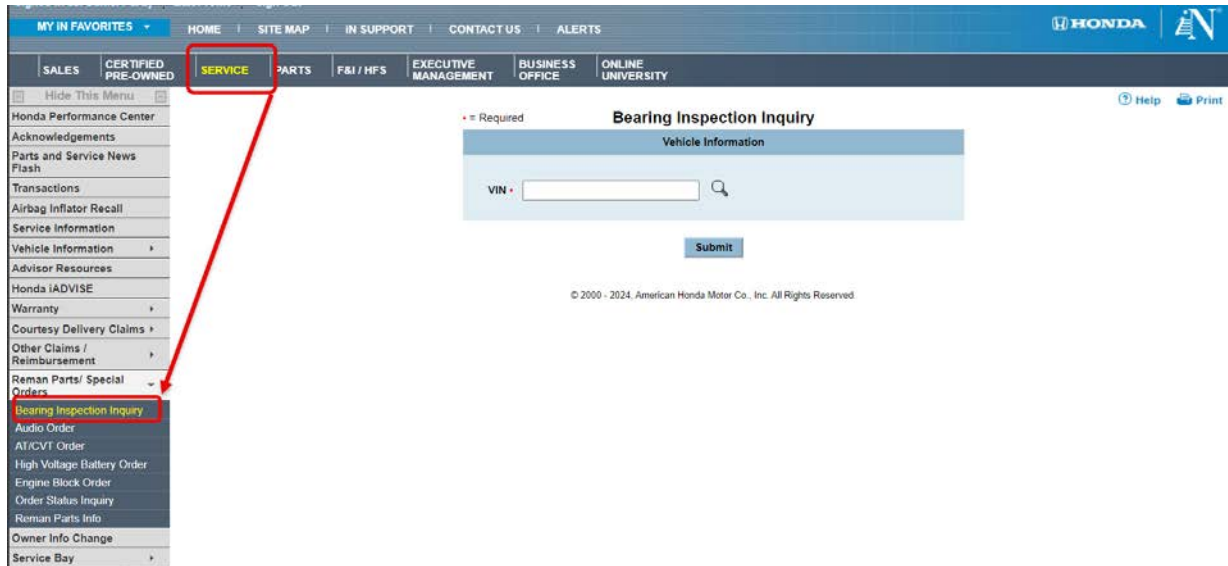 MY iN FAVORITES
HOME | SITE MAP | iN SUPPORT | CONTACT US | ALERTS
HONDA iN
SALES
CERTIFIED
PRE-OWNED
SERVICE
PARTS
F&I / HFS
EXECUTIVE
MANAGEMENT
BUSINESS
OFFICE
ONLINE
UNIVERSITY
Hide This Menu
Honda Performance Center
Acknowledgements
Parts and Service News
Flash
Transactions
Airbag Inflator Recall
Service Information
Vehicle Information
Advisor Resources
Honda iADVISE
Warranty
Courtesy Delivery Claims
Other Claims /
Reimbursement
Reman Parts/ Special
Orders
Bearing Inspection Inquiry
Audio Order
AT/CVT Order
High Voltage Battery Order
Engine Block Order
Order Status Inquiry
Reman Parts Info
Owner Info Change
Service Bay
Help Print
• = Required
Bearing Inspection Inquiry
Vehicle Information
VIN •
Submit
© 2000 - 2024, American Honda Motor Co., Inc. All Rights Reserved.